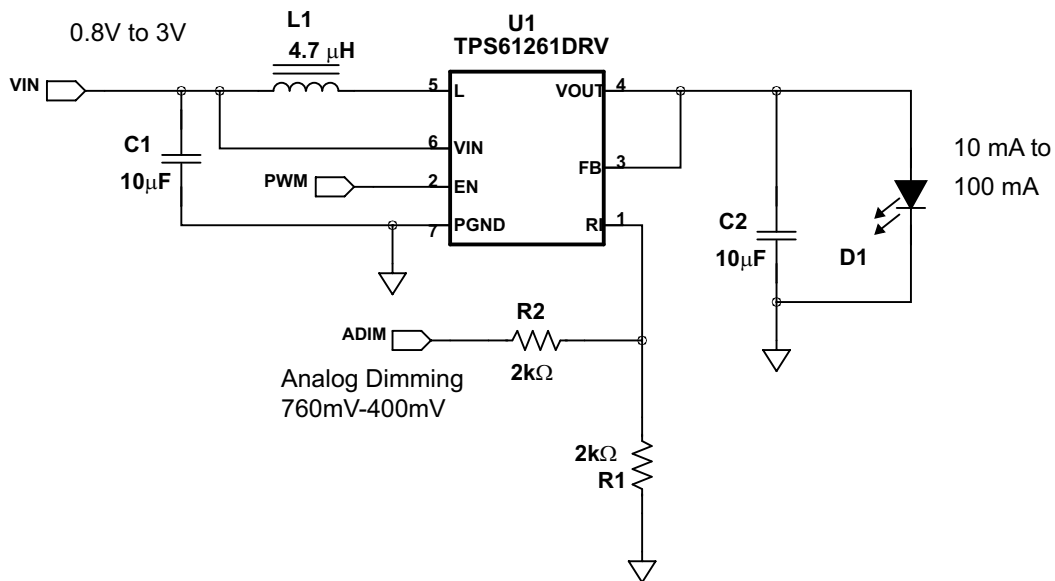 0.8V to 3V
L1
4.7 μH
U1
TPS61261DRV
VIN
5
L
VOUT
4
C1
10μF
6
VIN
FB
3
10 mA to
100 mA
PWM
2
EN
7
PGND
RI
1
C2
10μF
D1
ADIM
R2
2kΩ
Analog Dimming
760mV-400mV
2kΩ
R1